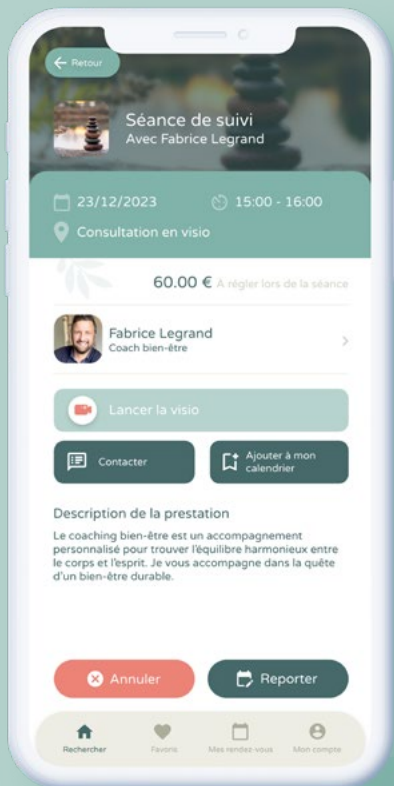 Retour
Séance de suivi
Avec Fabrice Legrand
23/12/2023 15:00 - 16:00
Consultation en visio
60.00 € À régler lors de la séance
Fabrice Legrand
Coach bien-être
Lancer la visio
Contacter
Ajouter à mon
calendrier
Description de la prestation
Le coaching bien-être est un accompagnement
personnalisé pour trouver l'équilibre harmonieux entre
le corps et l'esprit. Je vous accompagne dans la quête
d'un bien-être durable.
Annuler Reporter
Rechercher Favoris Mes rendez-vous Mon compte